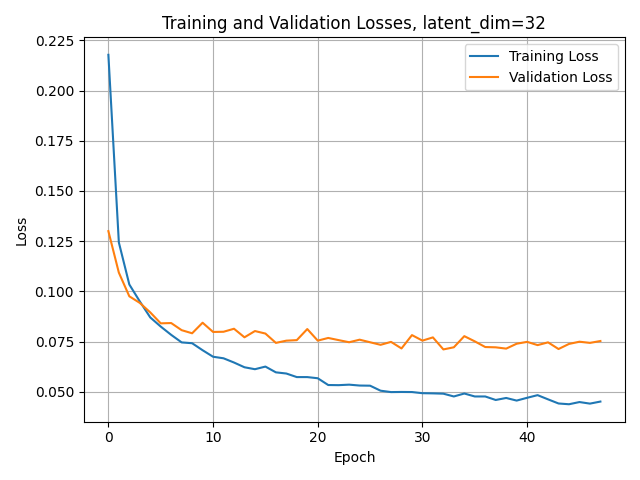 Training and Validation Losses, latent_dim=32
Training Loss
Validation Loss
0.225
0.200
0.175
0.150
0.125
0.100
0.075
0.050
Loss
0 10 20 30 40
Epoch